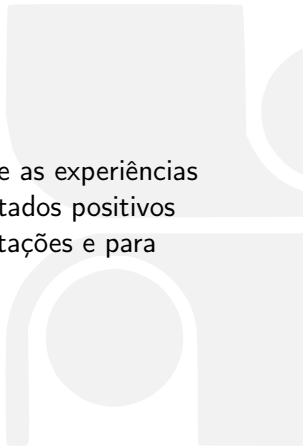 e as experiências
tados positivos
tações e para